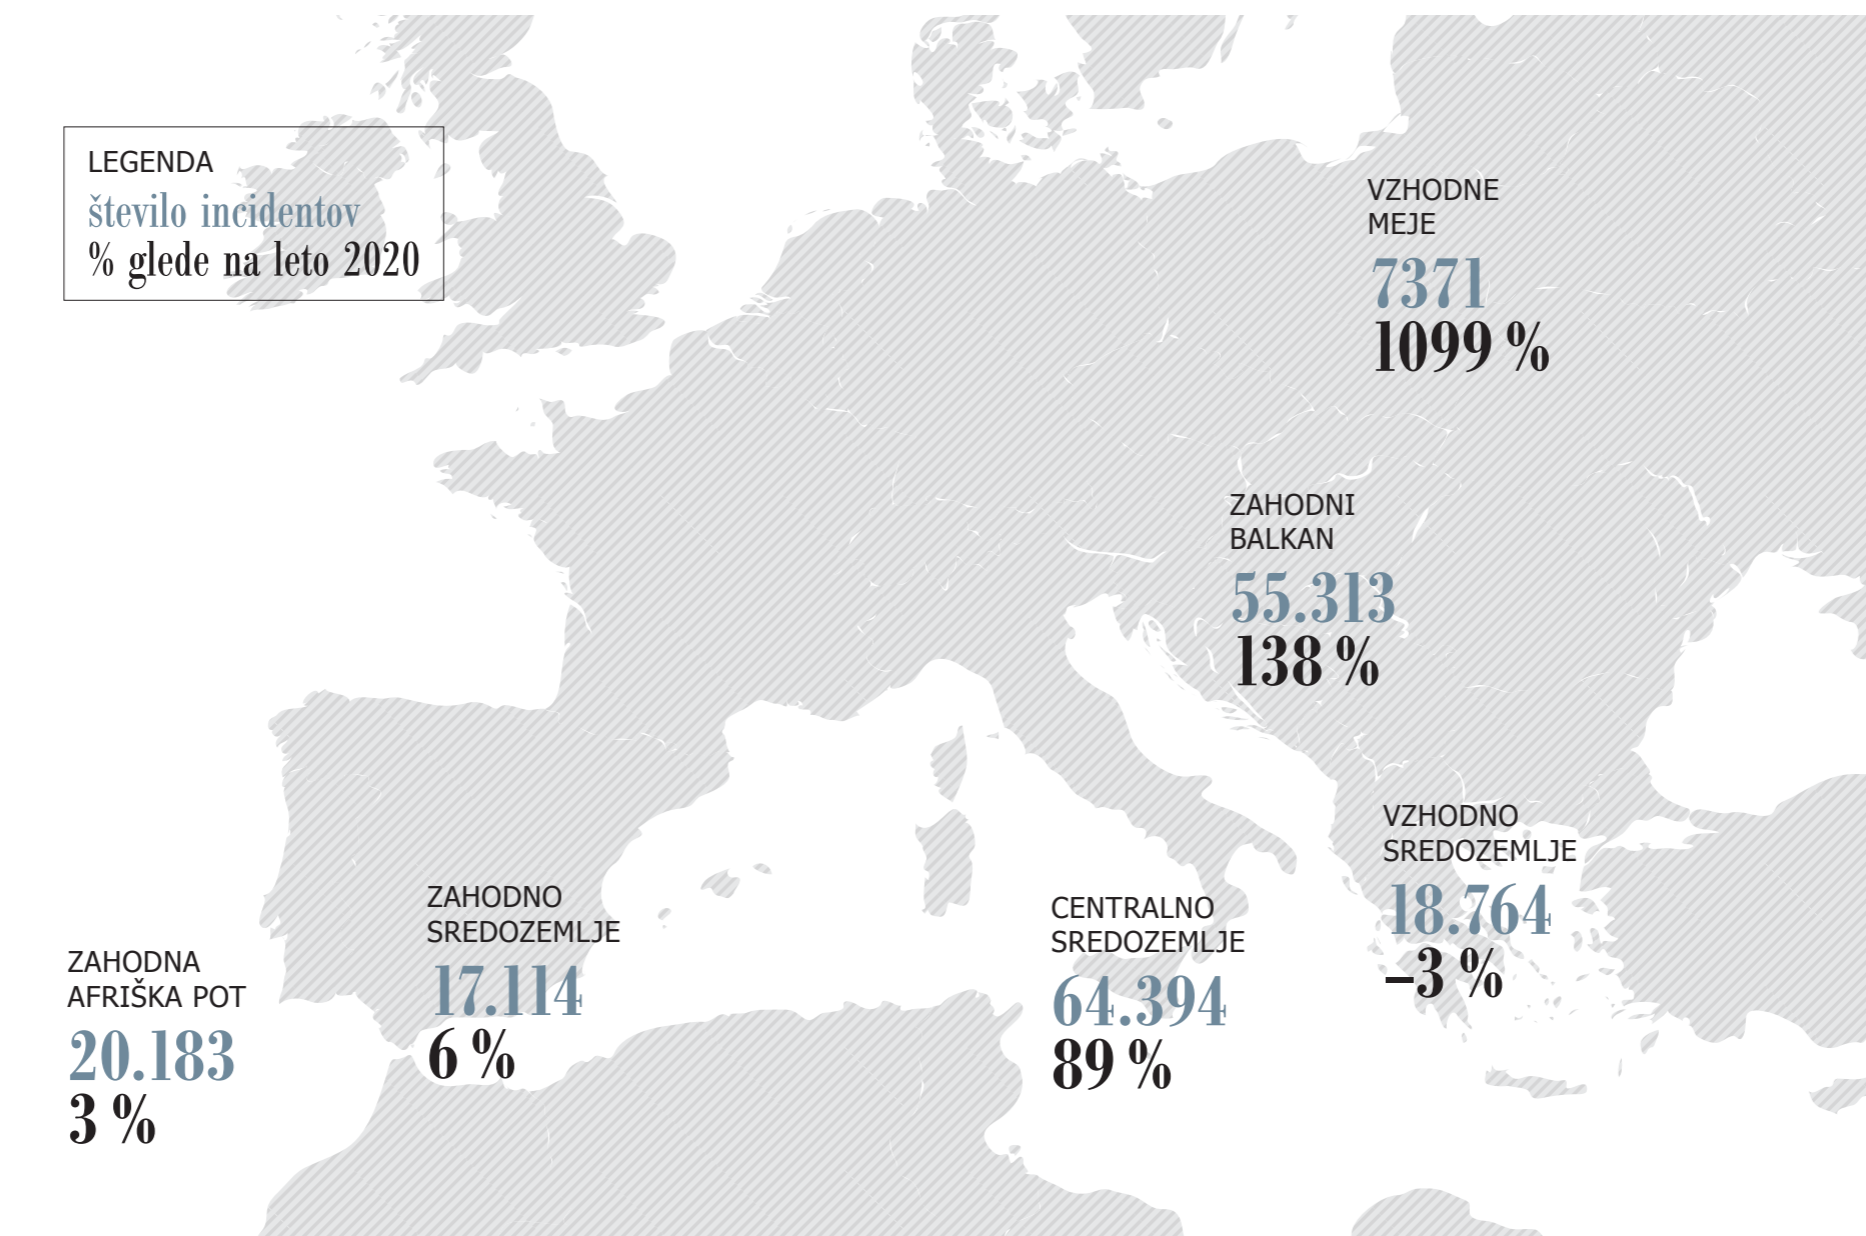 LEGENDA
število incidentov
% glede na leto 2020
VZHODNE
MEJE
7371
1099 %
ZAHODNI
BALKAN
55.313
138 %
VZHODNO
SREDOZEMLJE
18.764
–3 %
CENTRALNO
SREDOZEMLJE
64.394
89 %
ZAHODNO
SREDOZEMLJE
17.114
6 %
ZAHODNA
AFRIŠKA POT
20.183
3 %